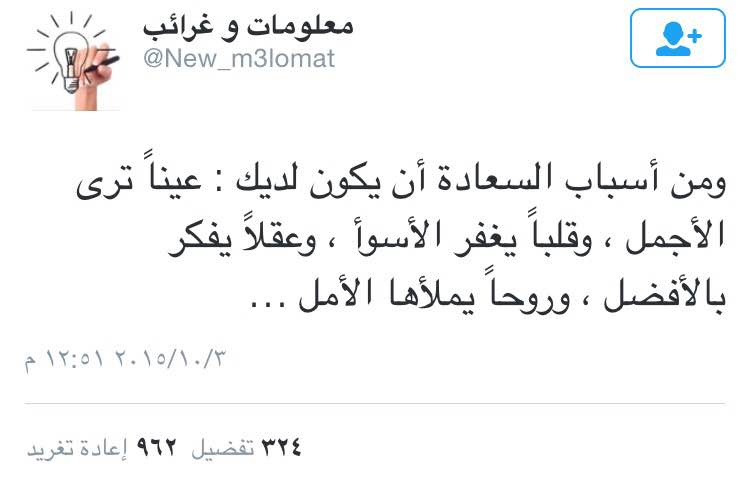 معلومات و غرائب
@New_m3lomat
ومن أسباب السعادة أن يكون لديك : عيناً ترى
الأجمل ، وقلباً يغفر الأسوأ ، وعقلاً يفكر
بالأفضل ، وروحاً يملأها الأمل ...
٢٠١٥/١٠/٣ ١٢:٥١ م
٣٢٤ تفضيل ٩٦٢ إعادة تغريد